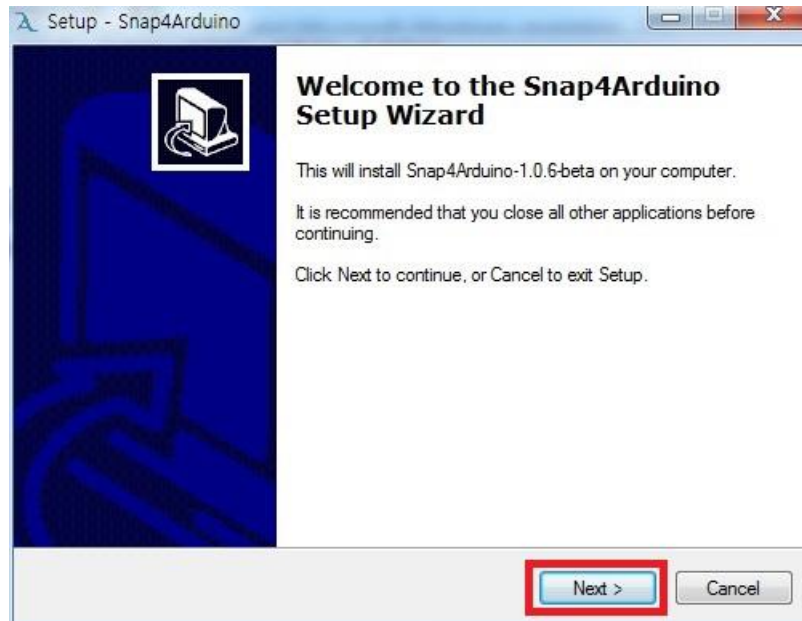 Setup - Snap4Arduino
Welcome to the Snap4Arduino
Setup Wizard
This will install Snap4Arduino-1.0.6-beta on your computer.
It is recommended that you close all other applications before
continuing.
Click Next to continue, or Cancel to exit Setup.
Next >
Cancel